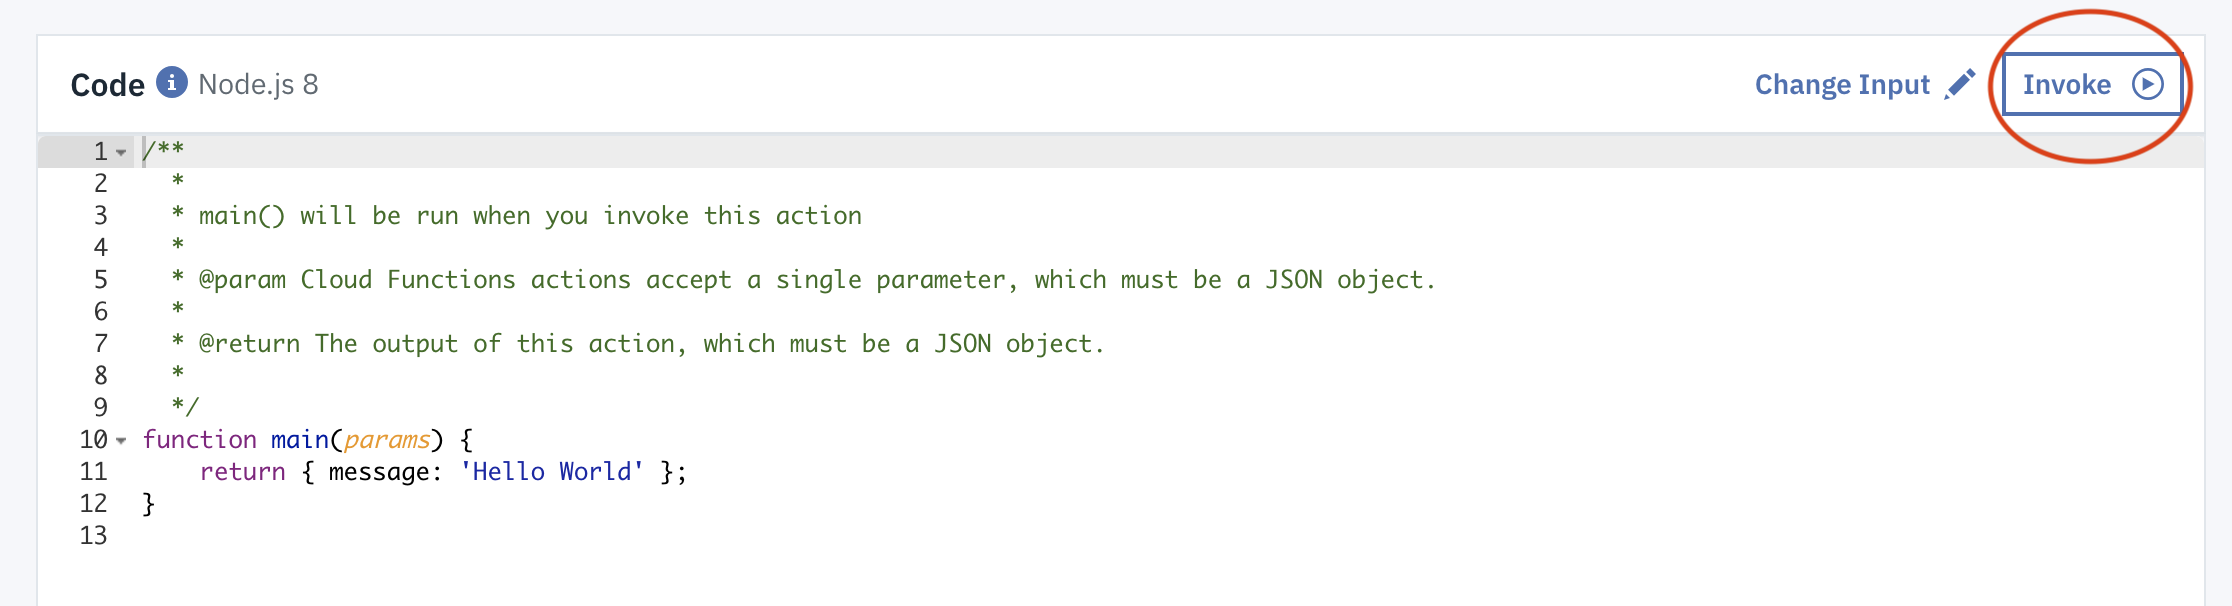 Code i Node.js 8 Change Input Invoke
1 /**
2 *
3 * main() will be run when you invoke this action
4 *
5 * @param Cloud Functions actions accept a single parameter, which must be a JSON object.
6 *
7 * @return The output of this action, which must be a JSON object.
8 *
9 */
10 function main(params) {
11 return { message: 'Hello World' };
12 }
13